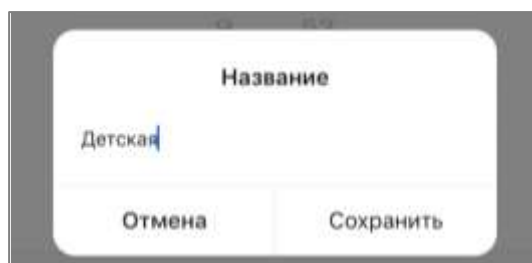 Название
Детская
Отмена
Сохранить